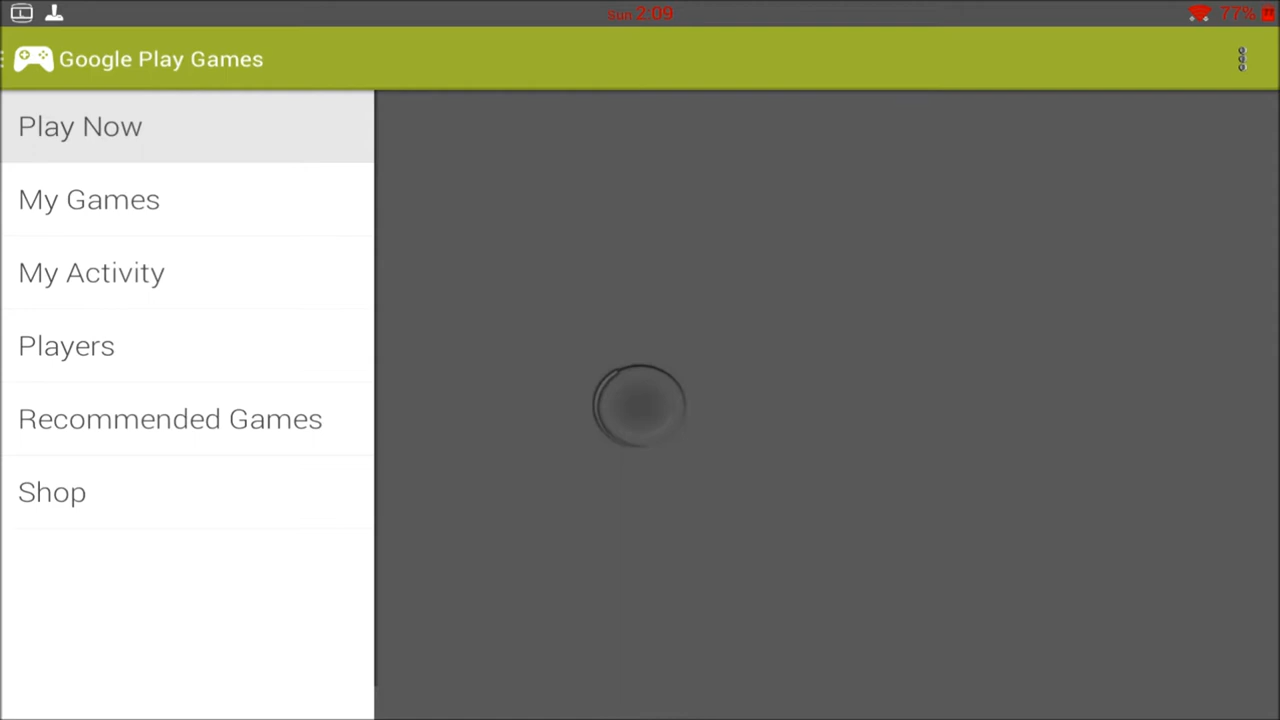 Sun 2:09
77%
Google Play Games
Play Now
My Games
My Activity
Players
Recommended Games
Shop